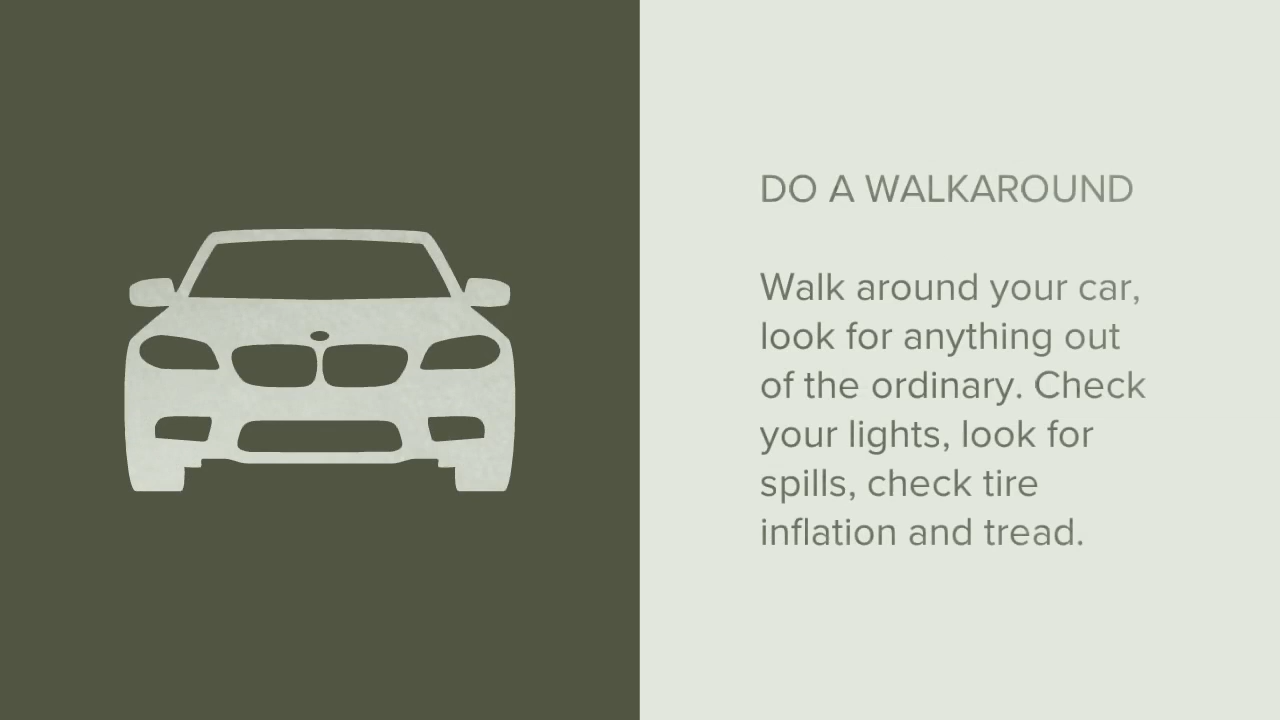 DO A WALKAROUND
Walk around your car,
look for anything out
of the ordinary. Check
your lights, look for
spills, check tire
inflation and tread.